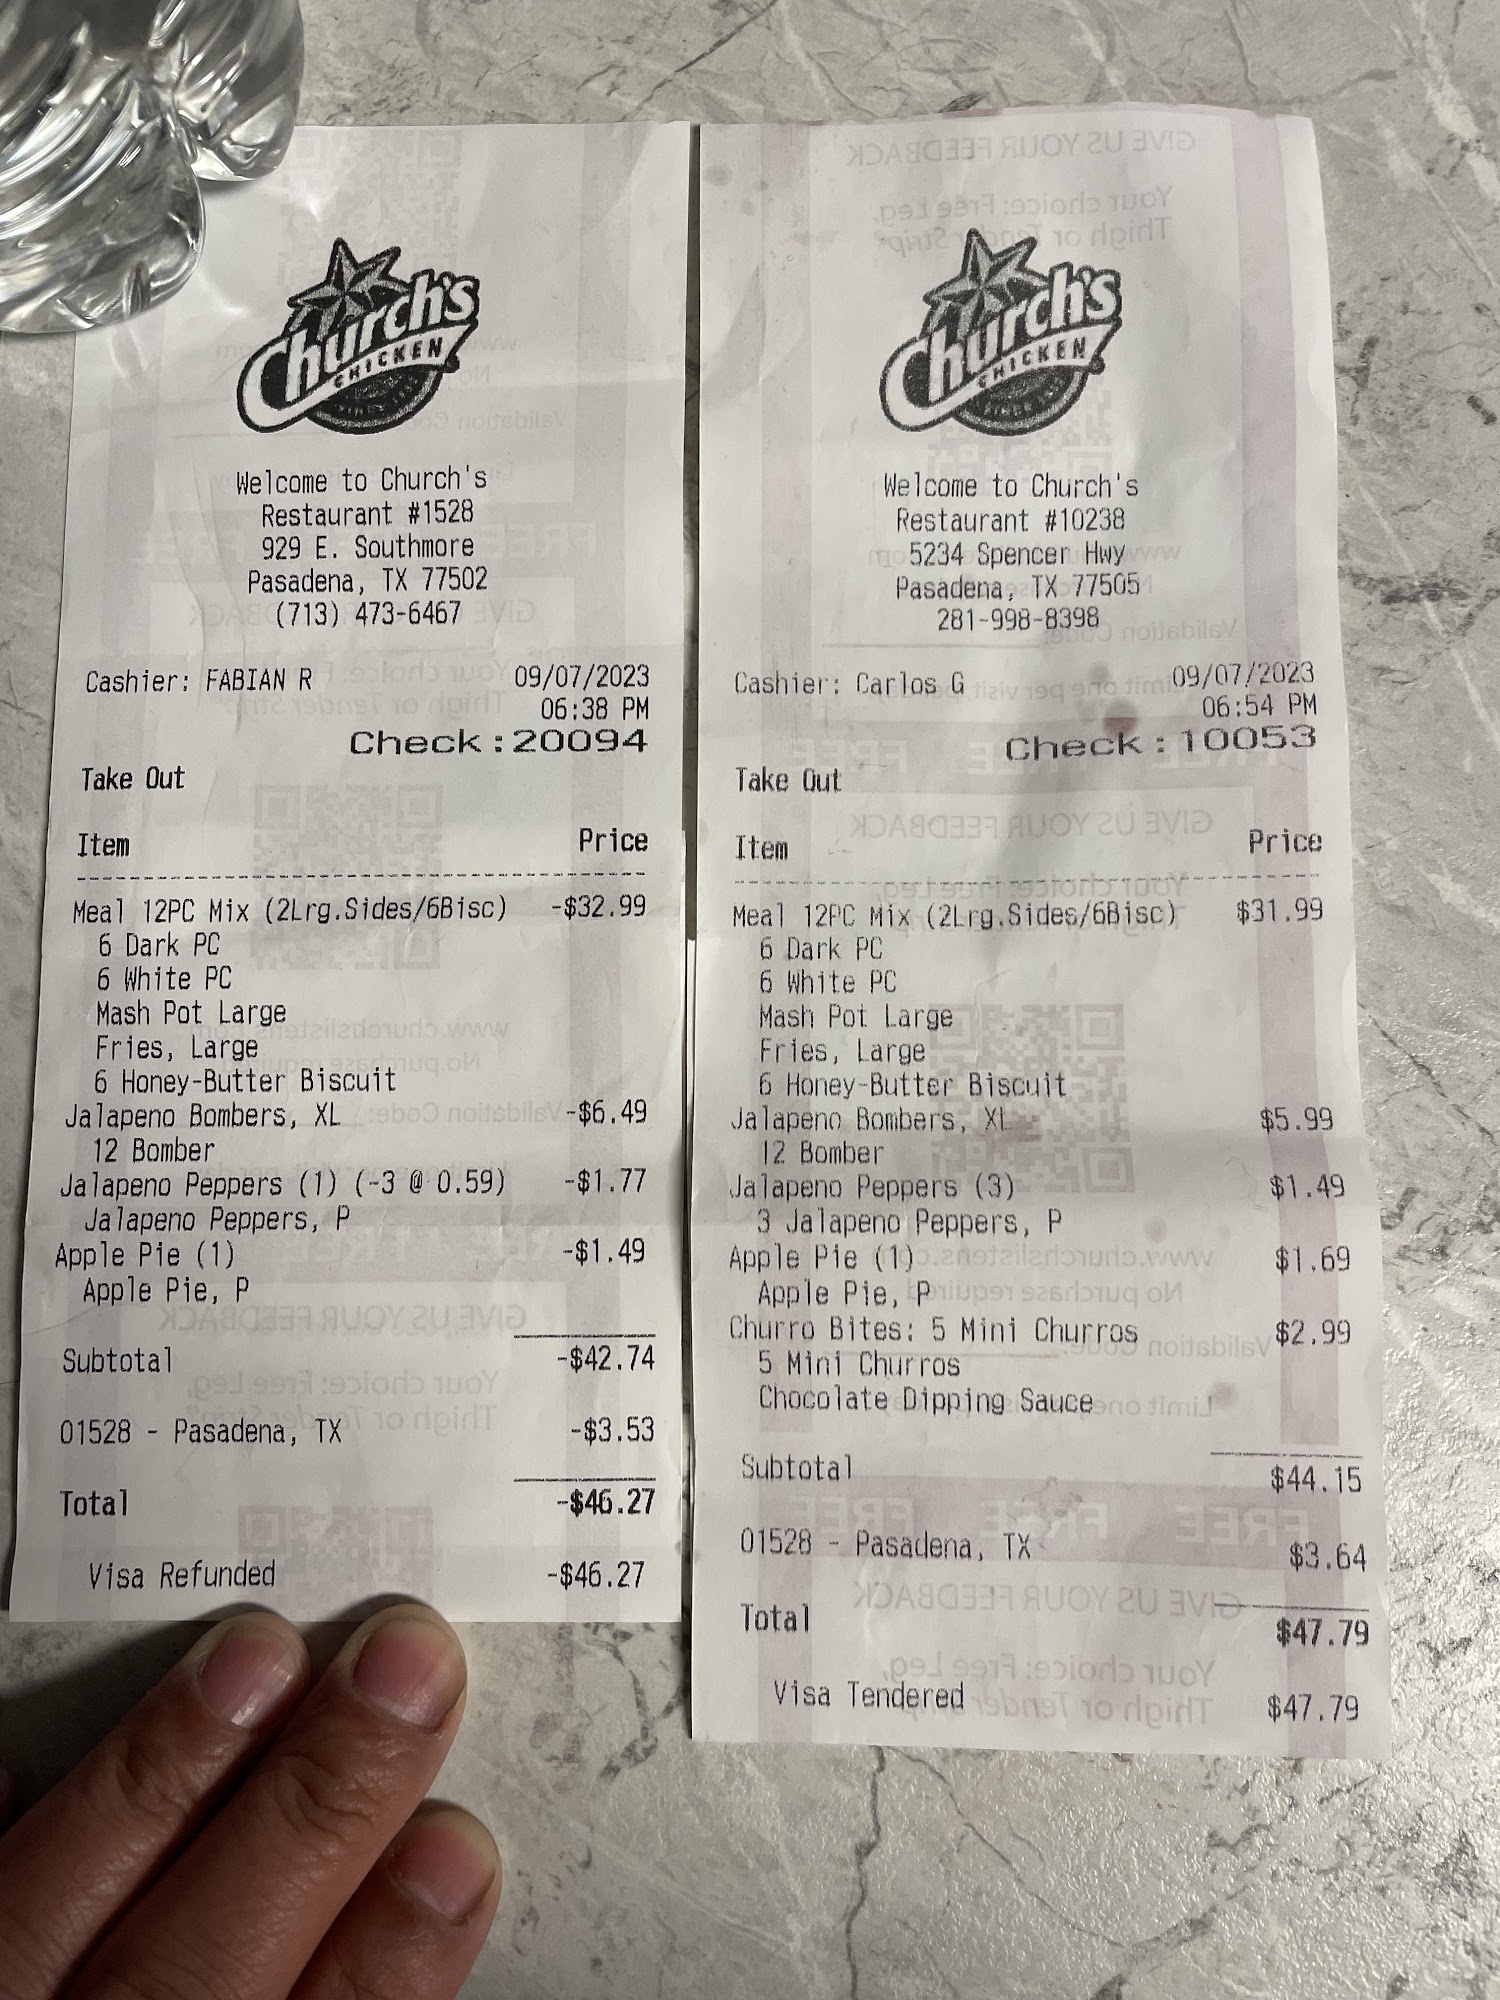 Church's
CHICKEN
Welcome to Church's
Restaurant #1528
929 E. Southmore
Pasadena, TX 77502
(713) 473-6467
Cashier: FABIAN R 09/07/2023
06:38 PM
Check:20094
Take Out
Item Price
Meal 12PC Mix (2Lrg.Sides/6Bisc) -$32.99
6 Dark PC
6 White PC
Mash Pot Large
Fries, Large
6 Honey-Butter Biscuit
Jalapeno Bombers, XL -$6.49
12 Bomber
Jalapeno Peppers (1) (-3 @ 0.59) -$1.77
Jalapeno Peppers, P
Apple Pie (1) -$1.49
Apple Pie, P
Subtotal -$42.74
01528 - Pasadena, TX -$3.53
Total -$46.27
Visa Refunded -$46.27
Church's
CHICKEN
Welcome to Church's
Restaurant #10238
5234 Spencer Hwy
Pasadena, TX 77505
281-998-8398
Cashier: Carlos G 09/07/2023
06:54 PM
Check:10053
Take Out
Item Price
Meal 12PC Mix (2Lrg.Sides/6Bisc) $31.99
6 Dark PC
6 White PC
Mash Pot Large
Fries, Large
6 Honey-Butter Biscuit
Jalapeno Bombers, XL $5.99
12 Bomber
Jalapeno Peppers (3) $1.49
3 Jalapeno Peppers, P
Apple Pie (1) $1.69
Apple Pie, P
Churro Bites: 5 Mini Churros $2.99
5 Mini Churros
Chocolate Dipping Sauce
Subtotal $44.15
01528 - Pasadena, TX $3.64
Total $47.79
Visa Tendered $47.79